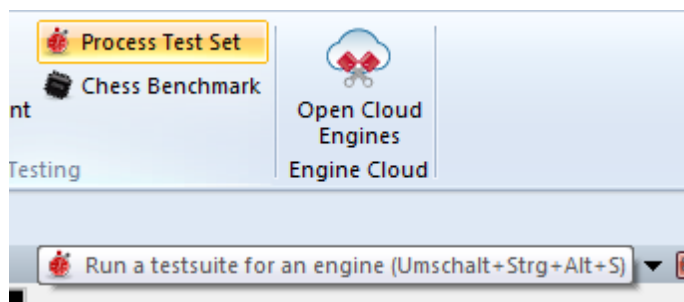 Process Test Set
Chess Benchmark
nt
Open Cloud
Engines
Testing
Engine Cloud
Run a testsuite for an engine (Umschalt+Strg+Alt+S)